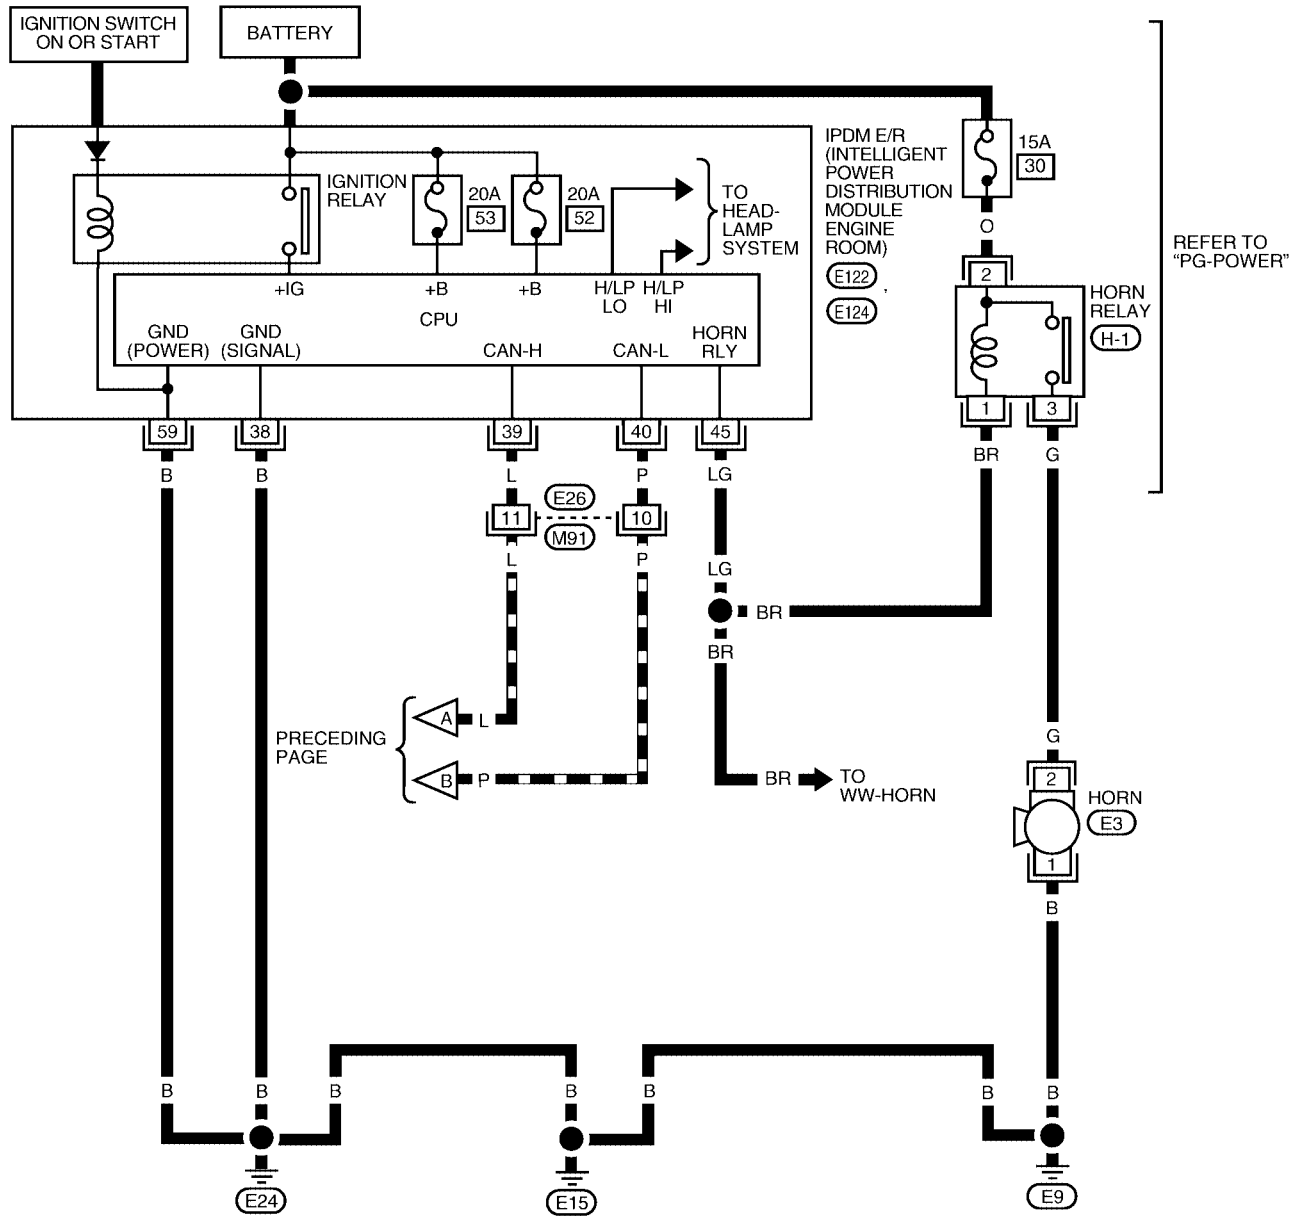 IGNITION SWITCH
ON OR START
BATTERY
IPDM E/R
(INTELLIGENT
POWER
DISTRIBUTION
MODULE
ENGINE
ROOM)
E122
,
E124
15A
30
IGNITION
RELAY
20A
53
20A
52
TO
HEAD-
LAMP
SYSTEM
O
REFER TO
“PG-POWER”
2
HORN
RELAY
H-1
+IG
+B
+B
H/LP
LO
H/LP
HI
CPU
GND
(POWER)
GND
(SIGNAL)
CAN-H
CAN-L
HORN
RLY
1
3
59
38
39
40
45
BR
G
B
B
L
P
LG
E26
11
10
M91
L
P
LG
BR
BR
PRECEDING
PAGE
A
L
B
P
BR
TO
WW-HORN
G
2
HORN
E3
1
B
B
B
B
B
B
B
B
E24
E15
E9